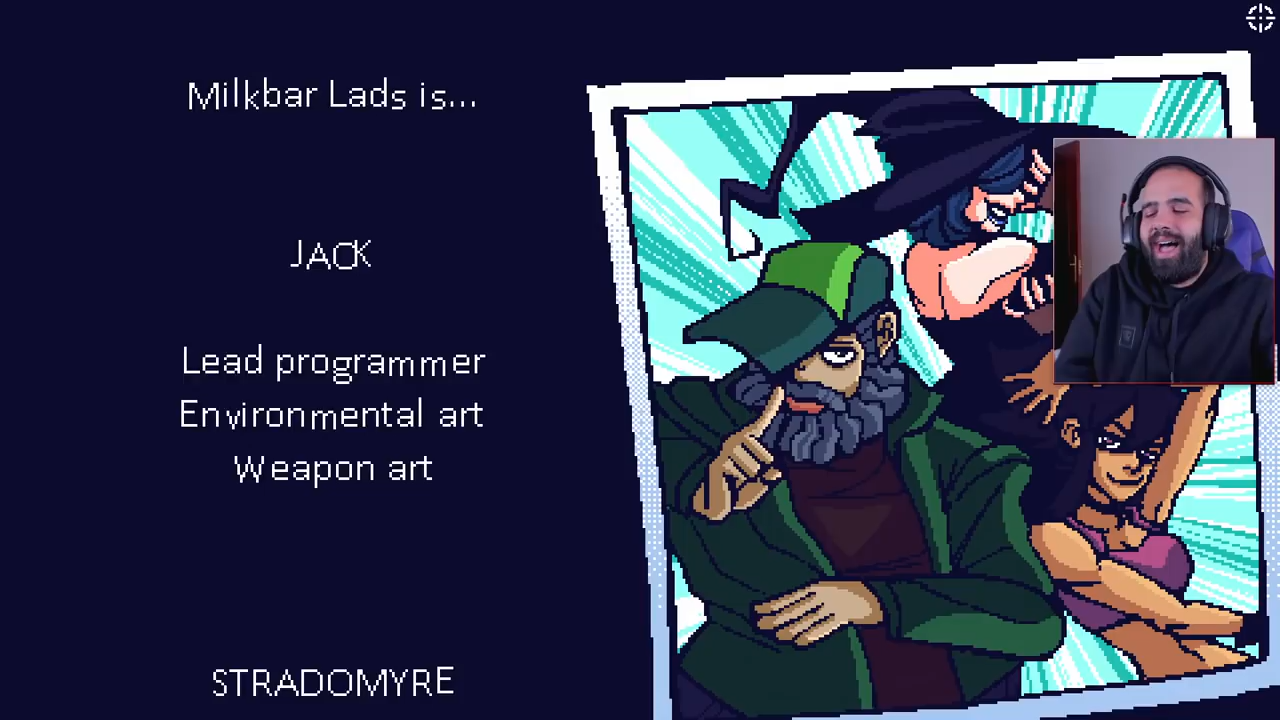 Milkbar Lads is...
JACK
Lead programmer
Environmental art
Weapon art
STRADOMYRE